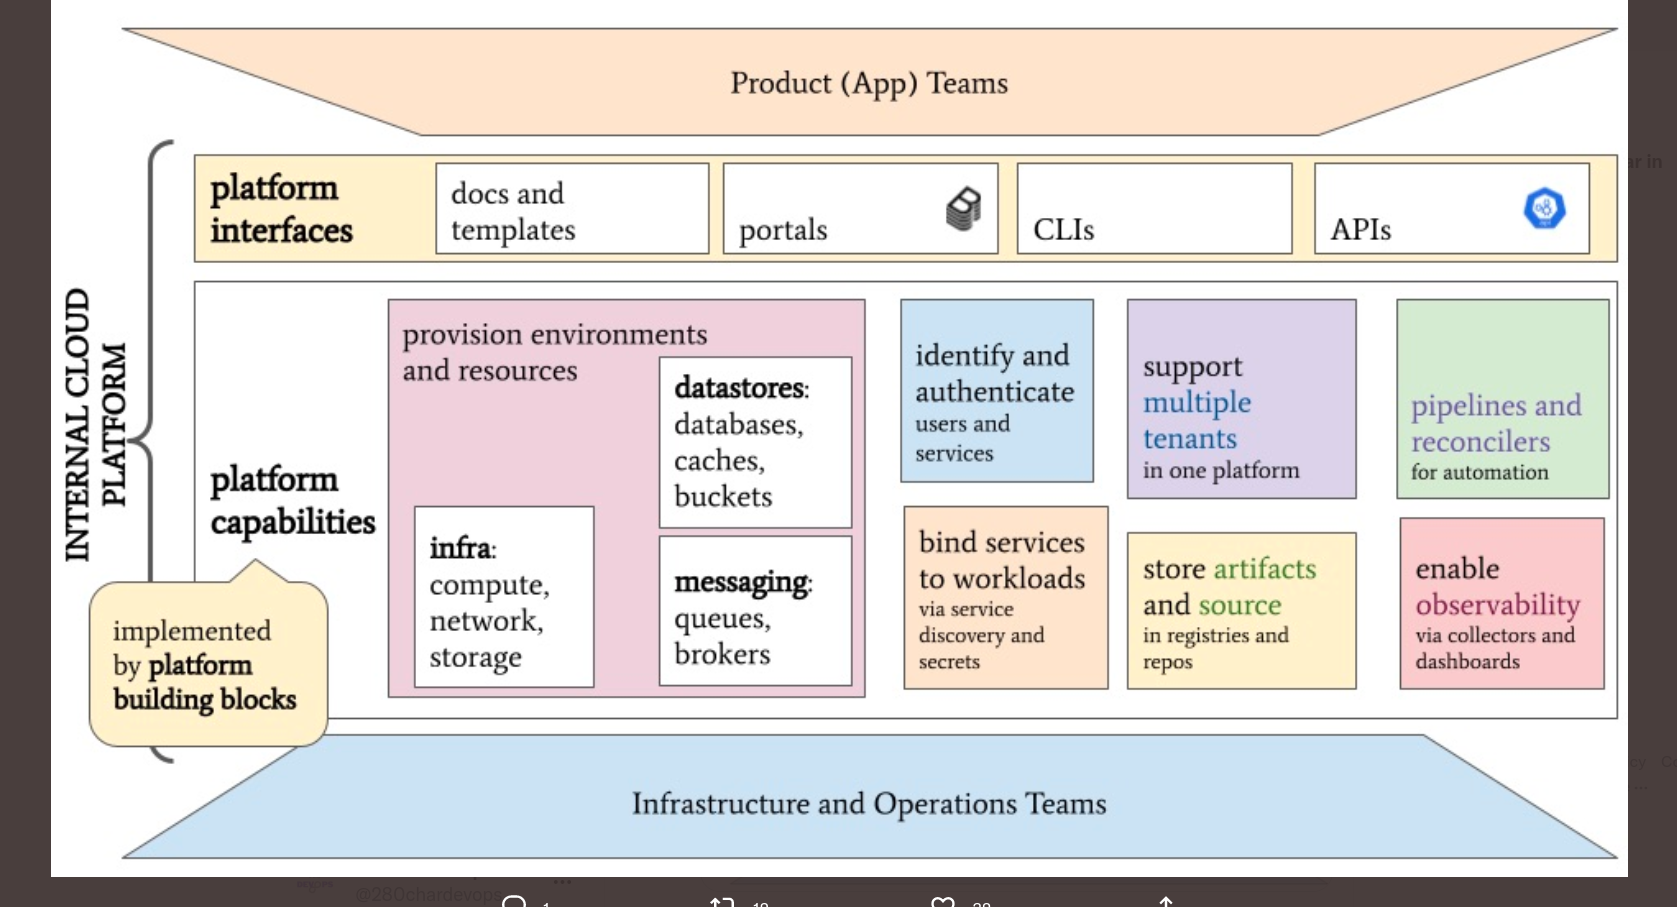 Product (App) Teams
INTERNAL CLOUD
PLATFORM
platform
interfaces
docs and
templates
portals
CLIs
APIs
platform
capabilities
implemented
by platform
building blocks
provision environments
and resources
infra:
compute,
network,
storage
datastores:
databases,
caches,
buckets
messaging:
queues,
brokers
identify and
authenticate
users and
services
bind services
to workloads
via service
discovery and
secrets
support
multiple
tenants
in one platform
store artifacts
and source
in registries and
repos
pipelines and
reconcilers
for automation
enable
observability
via collectors and
dashboards
Infrastructure and Operations Teams
@280chardevops